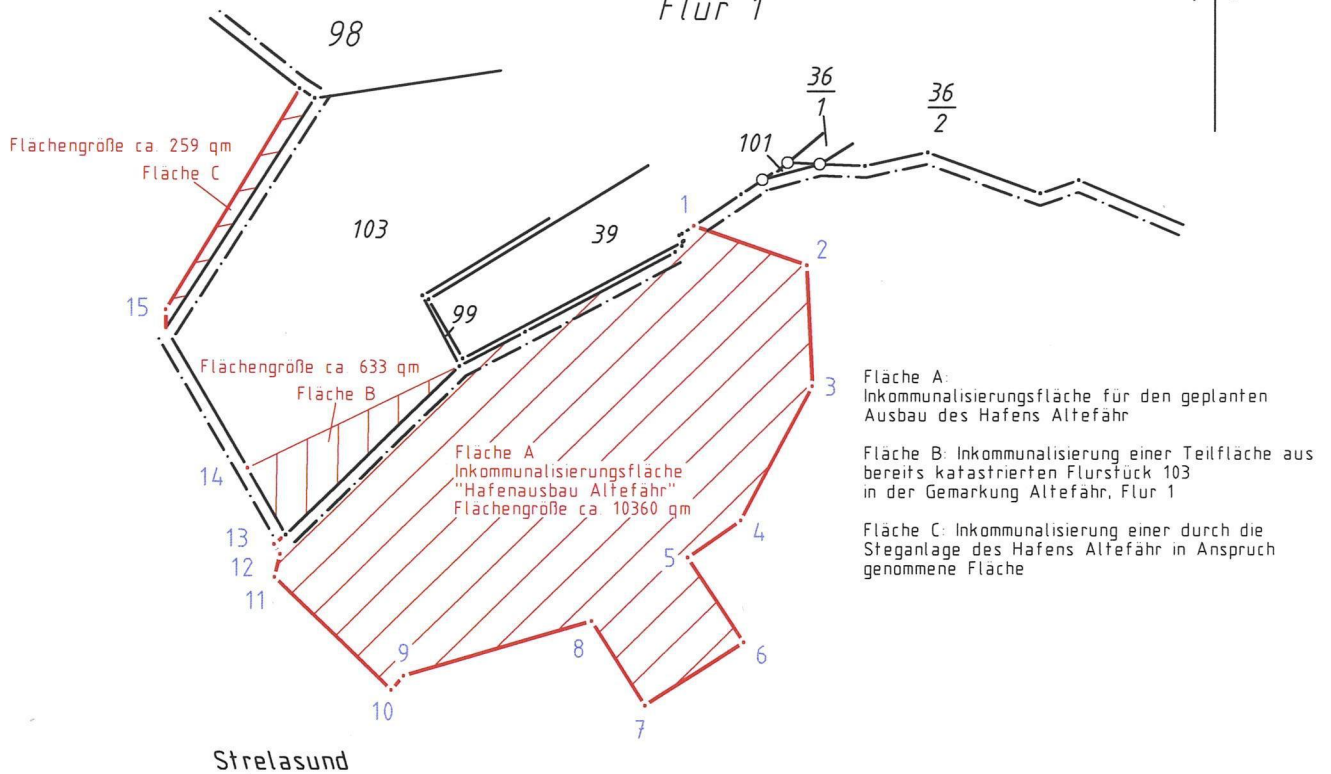 Flur 1
98
36
1
36
2
101
Flächengröße ca. 259 qm
Fläche C
103
39
1
2
15
99
Flächengröße ca 633 qm
Fläche B
3
Fläche A:
Inkommunalisierungsfläche für den geplanten
Ausbau des Hafens Altefähr
Fläche B: Inkommunalisierung einer Teilfläche aus
bereits katastrierten Flurstück 103
in der Gemarkung Altefähr, Flur 1
Fläche C: Inkommunalisierung einer durch die
Steganlage des Hafens Altefähr in Anspruch
genommene Fläche
Fläche A
Inkommunalisierungsfläche
"Hafenausbau Altefähr"
Flächengröße ca. 10360 qm
14
4
13
5
12
11
8
6
9
10
7
Strelasund